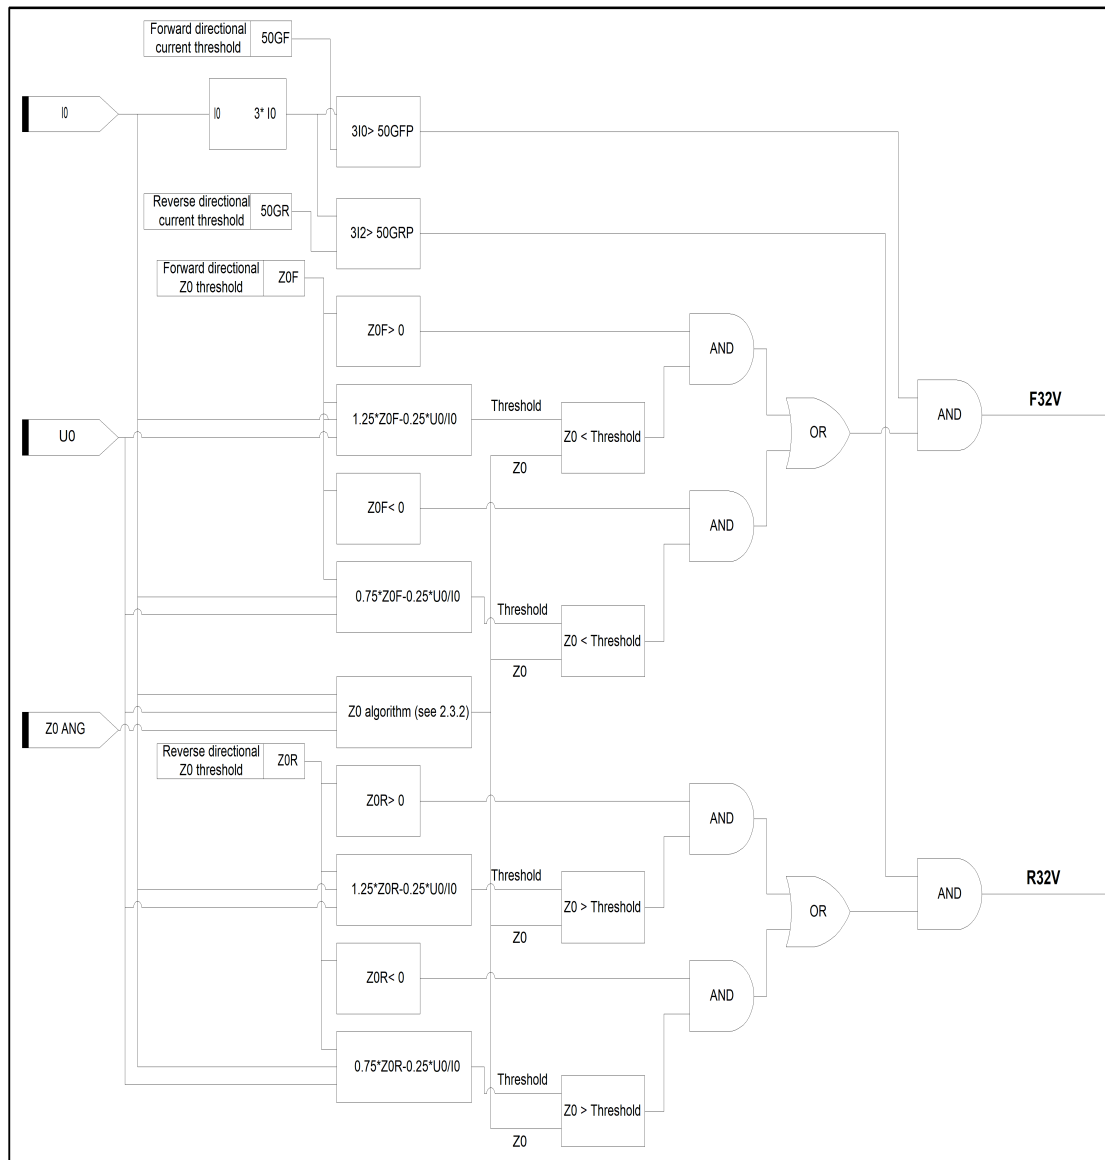 Forward directional
current threshold
50GF
I0
I0
3* I0
3I0> 50GFP
Reverse directional
current threshold
50GR
3I2> 50GRP
Forward directional
Z0 threshold
Z0F
Z0F> 0
AND
1.25*Z0F-0.25*U0/I0
Threshold
Z0 < Threshold
Z0
U0
OR
AND
F32V
Z0F< 0
AND
0.75*Z0F-0.25*U0/I0
Threshold
Z0 < Threshold
Z0
Z0 ANG
Z0 algorithm (see 2.3.2)
Reverse directional
Z0 threshold
Z0R
Z0R> 0
AND
1.25*Z0R-0.25*U0/I0
Threshold
Z0 > Threshold
Z0
OR
AND
R32V
Z0R< 0
AND
0.75*Z0R-0.25*U0/I0
Threshold
Z0 > Threshold
Z0